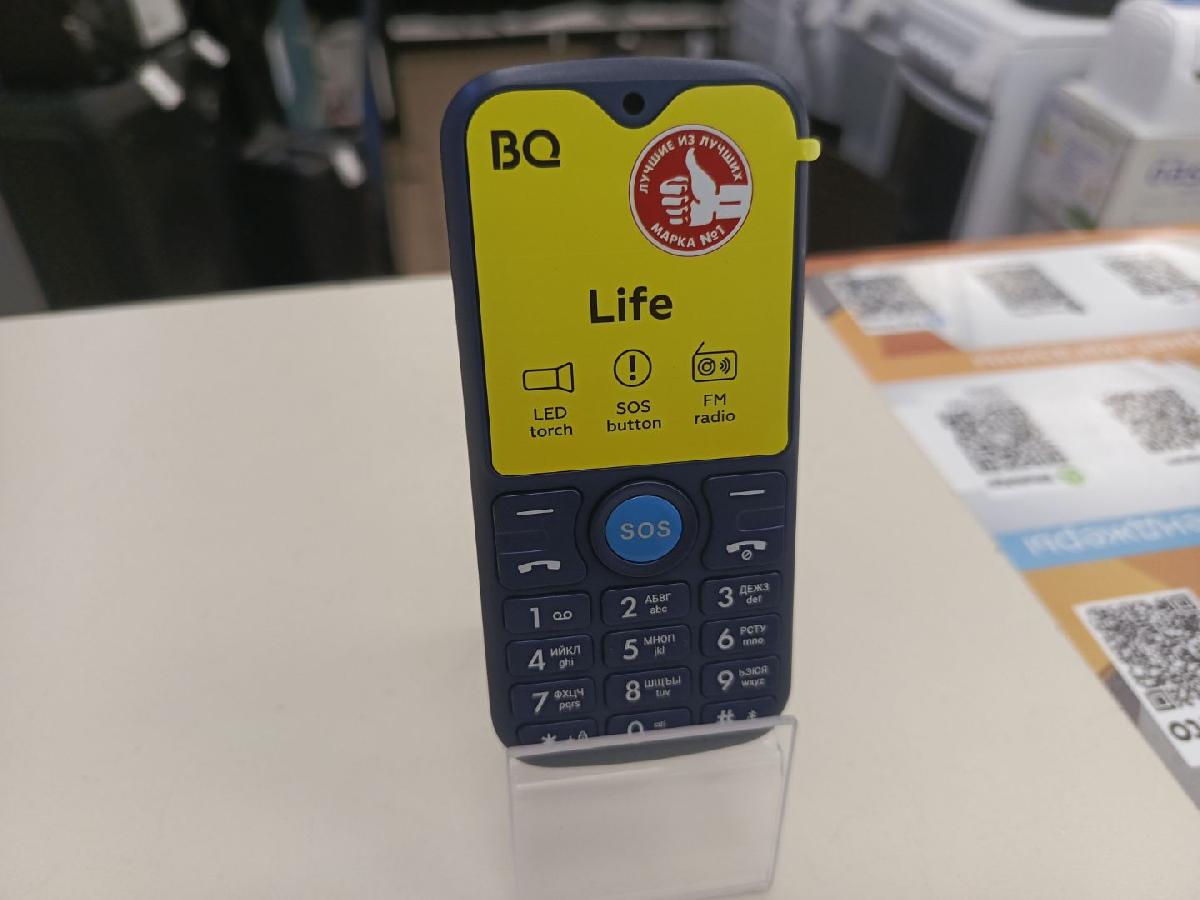 BQ
ЛУЧШИЕ ИЗ ЛУЧШИХ
МАРКА №1
Life
LED
torch
SOS
button
FM
radio
SOS
1
2 АБВГ
abc
3 ДЕЖЗ
def
4 ИЙКЛ
ghi
5 МНОП
jkl
6 РСТУ
mno
7 ФХЦЧ
pqrs
8 ШЩЪЫ
tuv
9 ЬЭЮЯ
wxyz
*
0
#